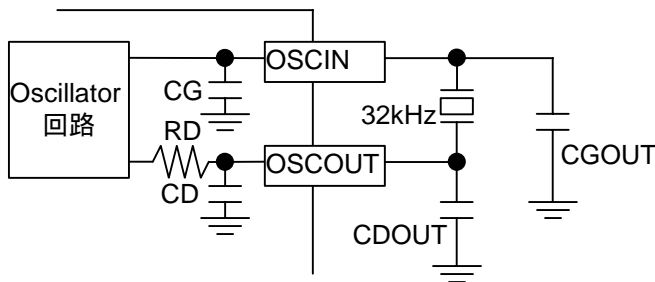 OSCIN
Oscillator
回路
CG
32kHz
RD
CGOUT
OSCOUT
CD
CDOUT